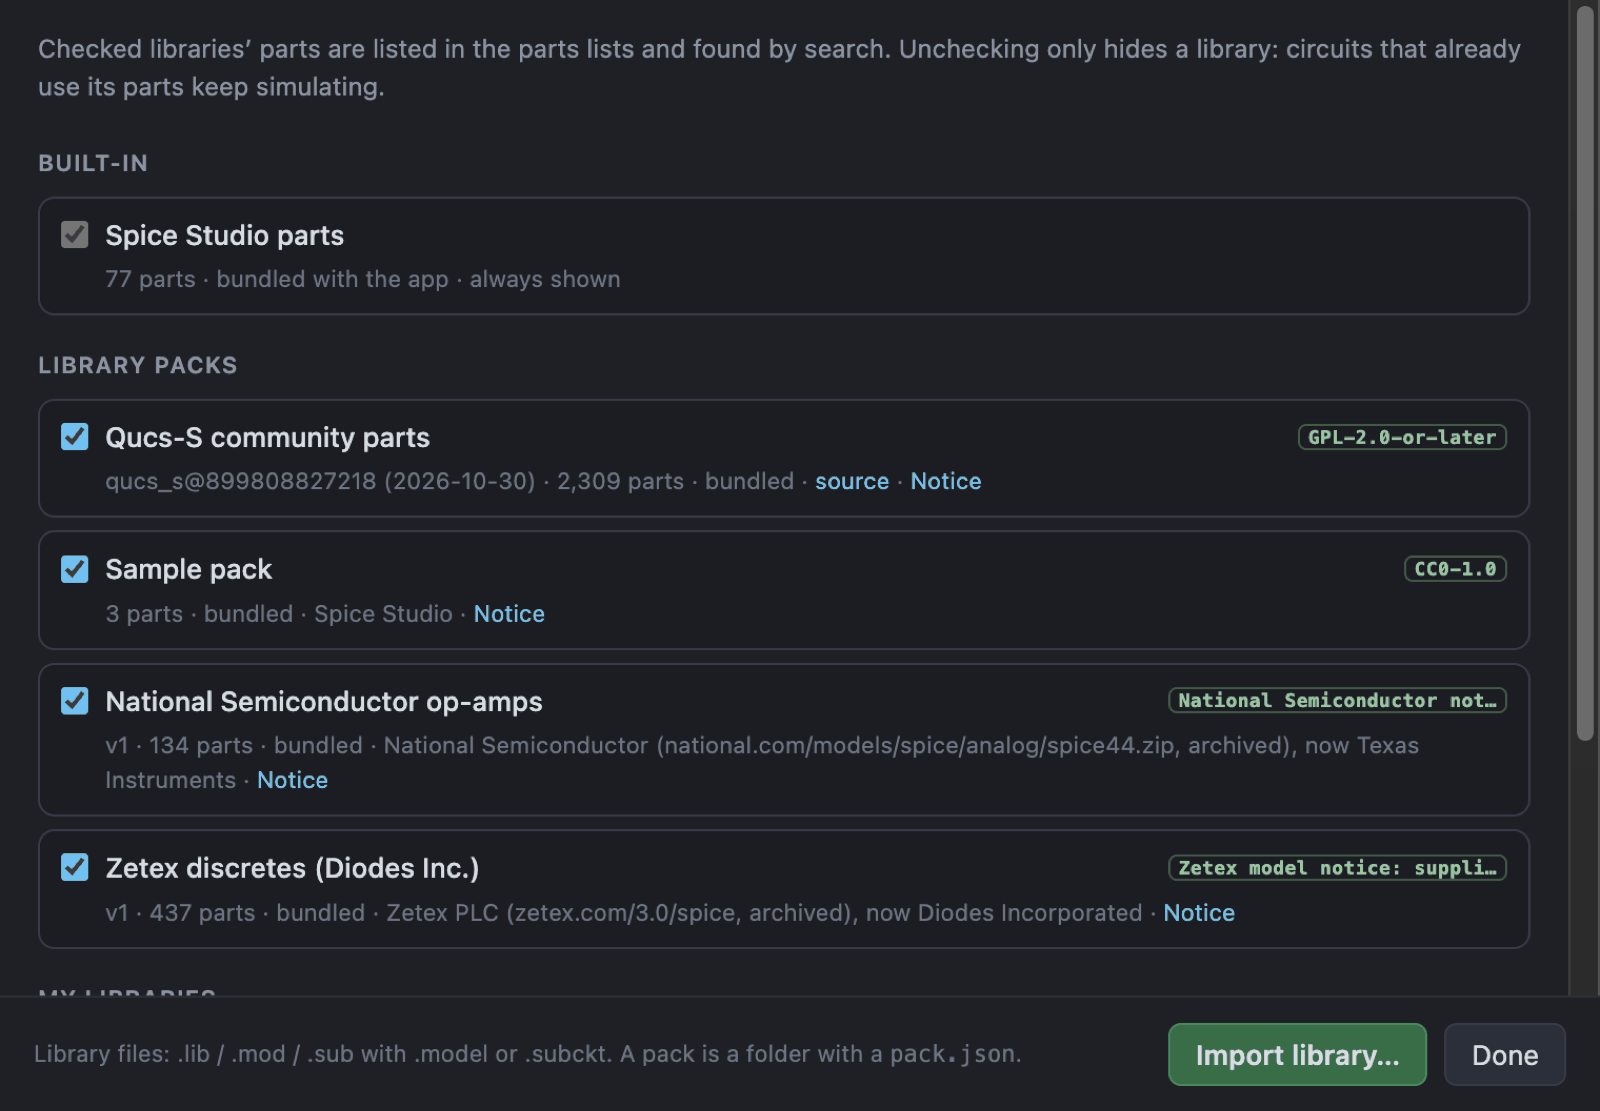 Checked libraries’ parts are listed in the parts lists and found by search. Unchecking only hides a library: circuits that already
use its parts keep simulating.
BUILT-IN
Spice Studio parts
77 parts · bundled with the app · always shown
LIBRARY PACKS
Qucs-S community parts
GPL-2.0-or-later
qucs_s@899808827218 (2026-10-30) · 2,309 parts · bundled · source · Notice
Sample pack
CC0-1.0
3 parts · bundled · Spice Studio · Notice
National Semiconductor op-amps
National Semiconductor not…
v1 · 134 parts · bundled · National Semiconductor (national.com/models/spice/analog/spice44.zip, archived), now Texas
Instruments · Notice
Zetex discretes (Diodes Inc.)
Zetex model notice: suppli…
v1 · 437 parts · bundled · Zetex PLC (zetex.com/3.0/spice, archived), now Diodes Incorporated · Notice
MY LIBRARIES
Library files: .lib / .mod / .sub with .model or .subckt. A pack is a folder with a pack.json.
Import library...
Done